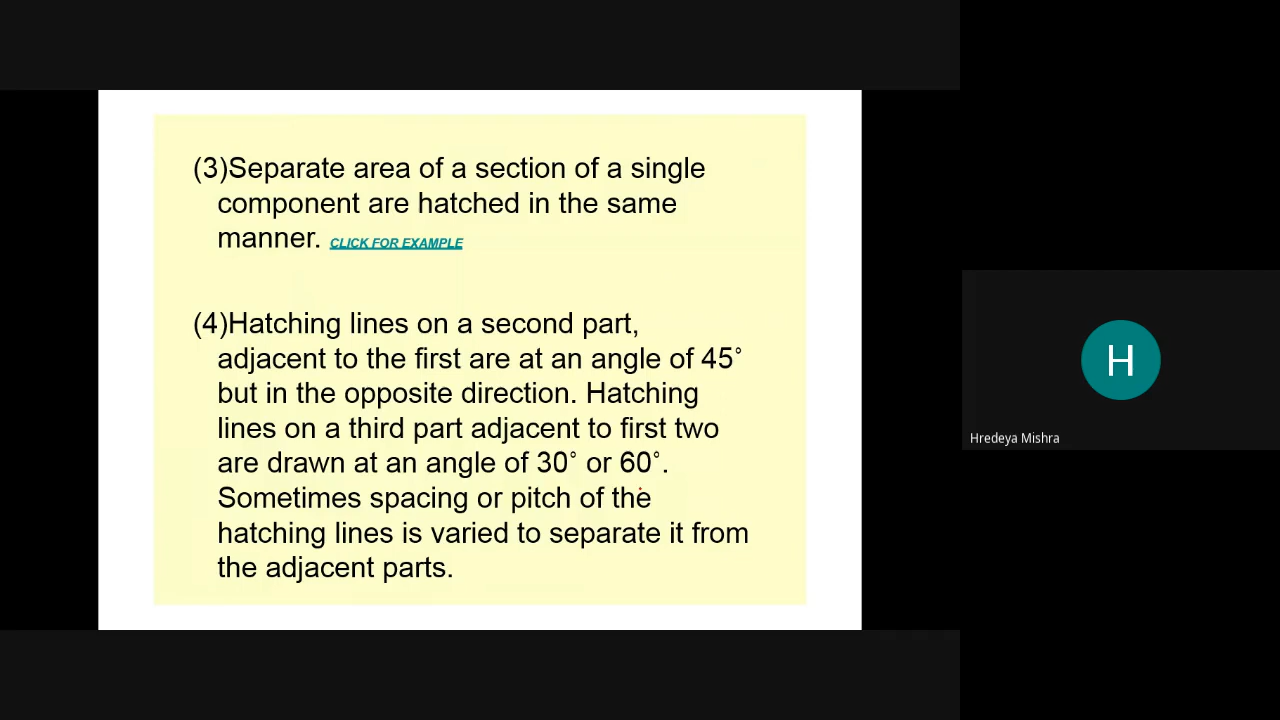 (3)Separate area of a section of a single
component are hatched in the same
manner. CLICK FOR EXAMPLE
(4)Hatching lines on a second part,
adjacent to the first are at an angle of 45°
but in the opposite direction. Hatching
lines on a third part adjacent to first two
are drawn at an angle of 30° or 60°.
Sometimes spacing or pitch of the
hatching lines is varied to separate it from
the adjacent parts.
H
Hredeya Mishra